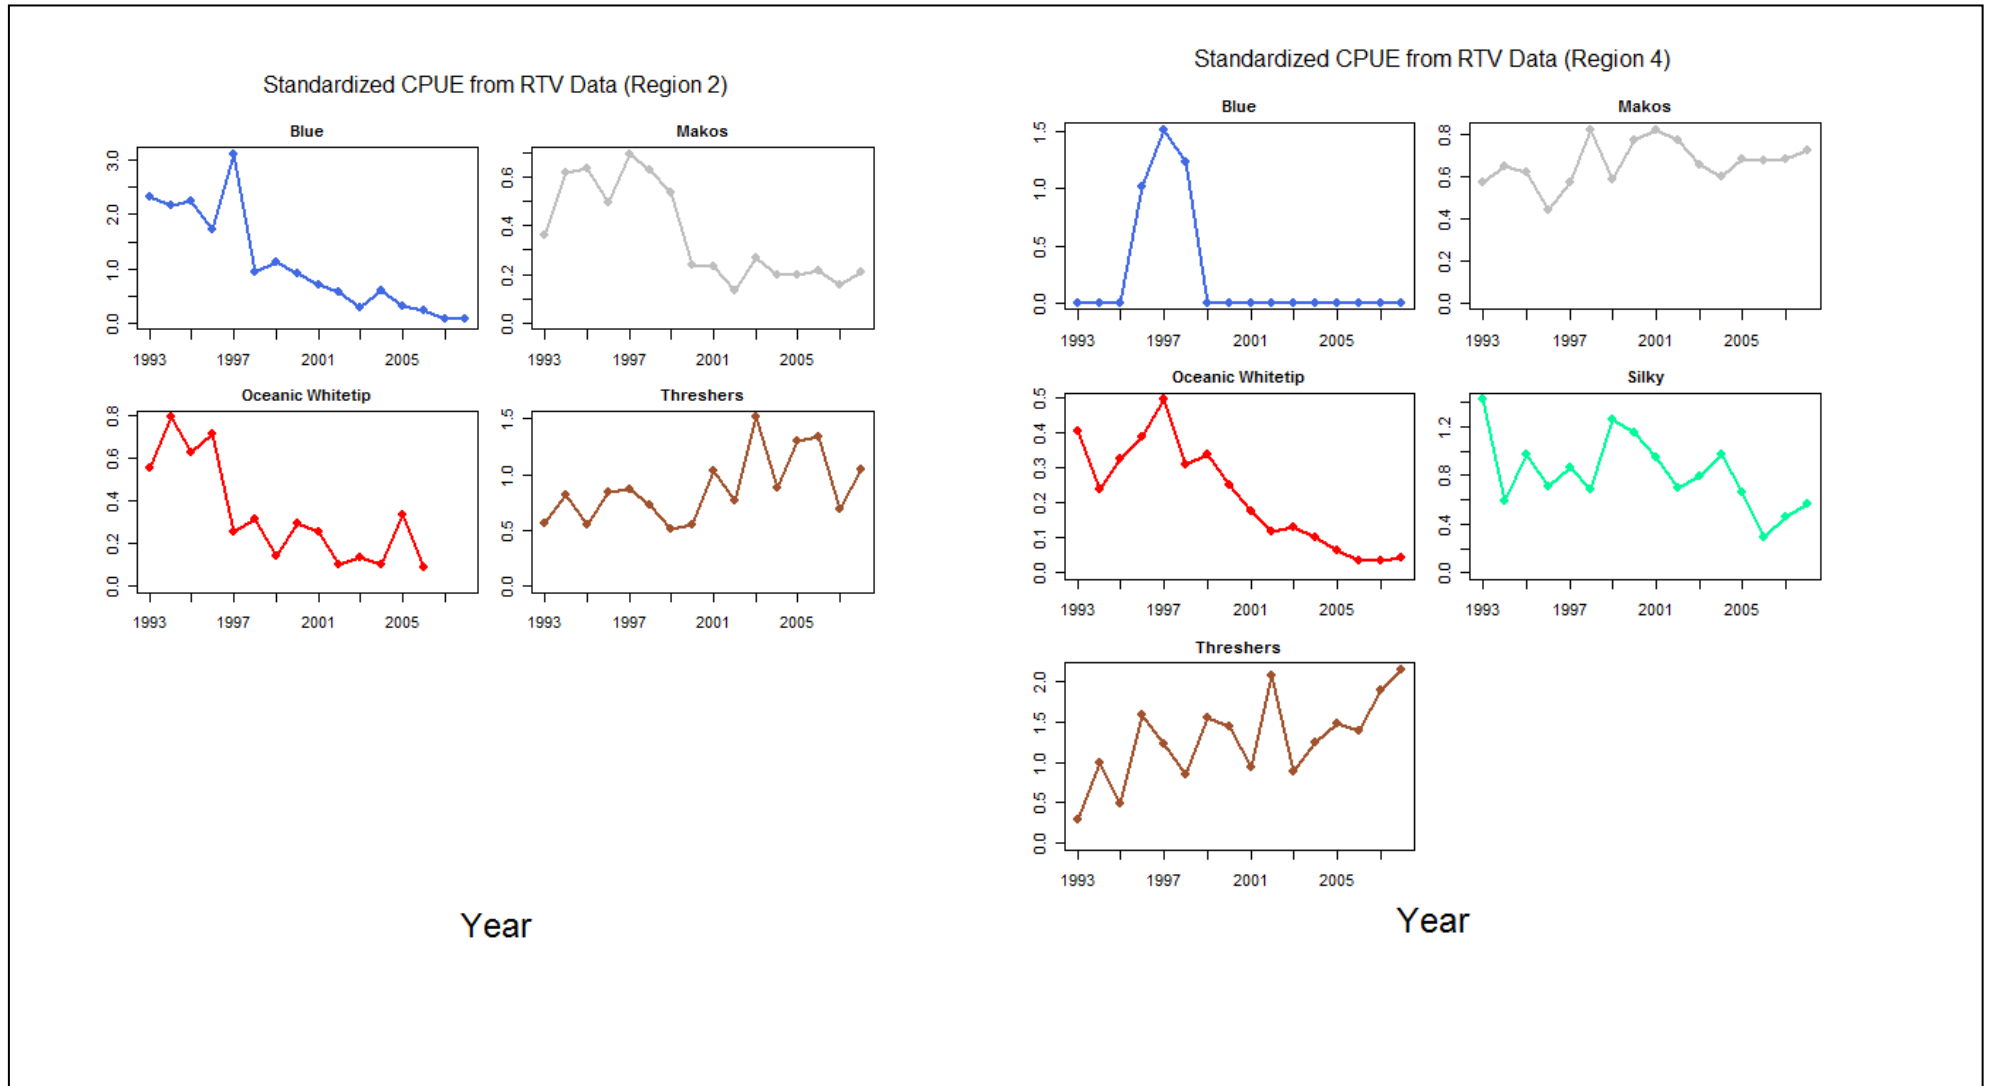 Standardized CPUE from RTV Data (Region 2)
Blue
3.0
2.0
1.0
0.0
1993 1997 2001 2005
Makos
0.6
0.4
0.2
0.0
1993 1997 2001 2005
Oceanic Whitetip
0.8
0.6
0.4
0.2
0.0
1993 1997 2001 2005
Threshers
1.5
1.0
0.5
0.0
1993 1997 2001 2005
Year
Standardized CPUE from RTV Data (Region 4)
Blue
1.5
1.0
0.5
0.0
1993 1997 2001 2005
Makos
0.8
0.6
0.4
0.2
0.0
1993 1997 2001 2005
Oceanic Whitetip
0.5
0.4
0.3
0.2
0.1
0.0
1993 1997 2001 2005
Silky
1.2
0.8
0.4
0.0
1993 1997 2001 2005
Threshers
2.0
1.5
1.0
0.5
0.0
1993 1997 2001 2005
Year